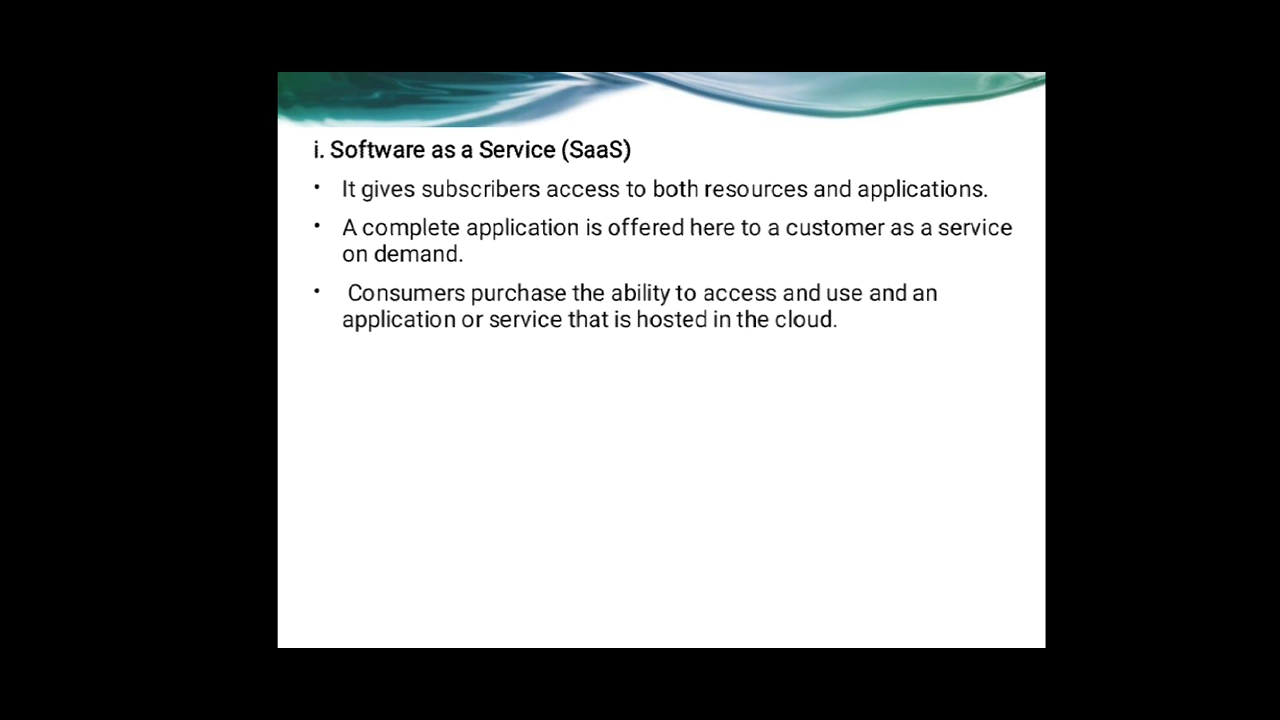 i. Software as a Service (SaaS)
• It gives subscribers access to both resources and applications.
• A complete application is offered here to a customer as a service
on demand.
• Consumers purchase the ability to access and use and an
application or service that is hosted in the cloud.